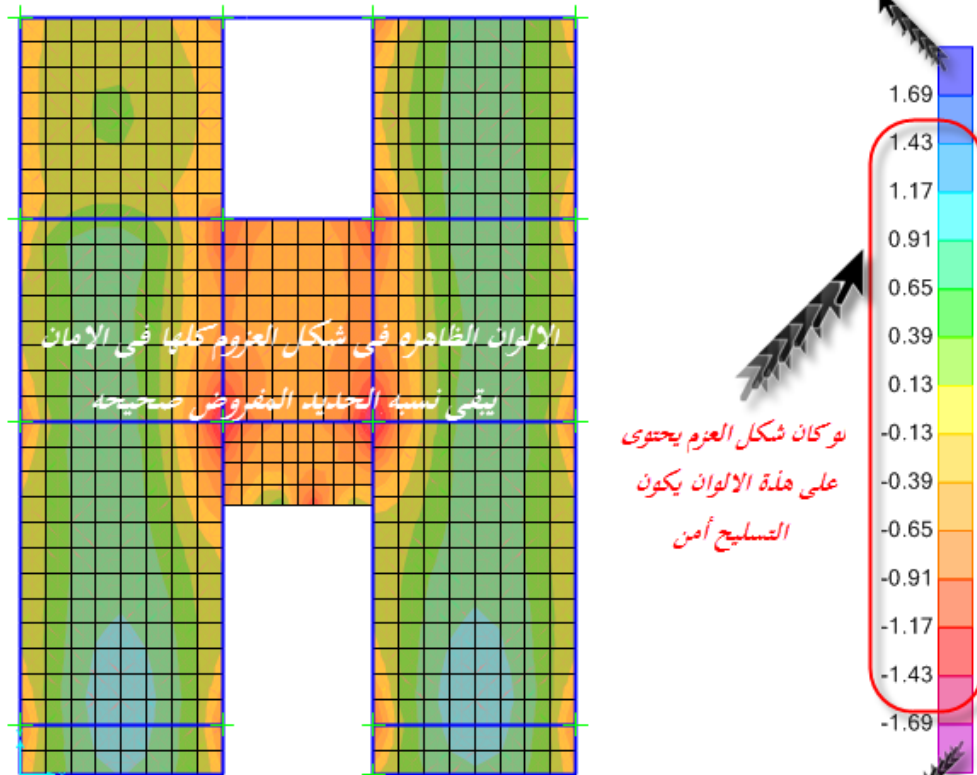 الالوان الظاهره فى شكل العزوم كلها فى الامان
يبقى نسبه الحديد المفروض صحيحه
لو كان شكل العزم يحتوى
على هذة الالوان يكون
التسليح أمن
1.69
1.43
1.17
0.91
0.65
0.39
0.13
-0.13
-0.39
-0.65
-0.91
-1.17
-1.43
-1.69